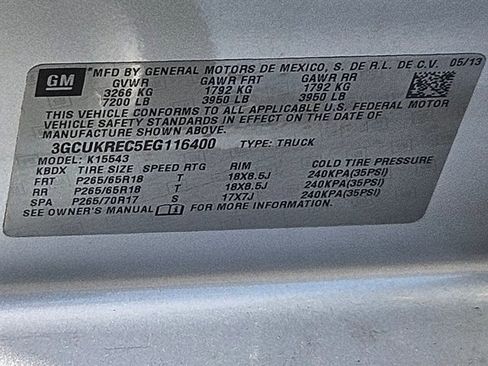 GM *MFD BY GENERAL MOTORS DE MEXICO, S. DE R.L. DE C.V. 05/13
GVWR GAWR FRT GAWR RR
3266 KG 1792 KG 1792 KG
7200 LB 3950 LB 3950 LB
THIS VEHICLE CONFORMS TO ALL APPLICABLE U.S. FEDERAL MOTOR
VEHICLE SAFETY STANDARDS IN EFFECT ON THE DATE OF
MANUFACTURE SHOWN ABOVE.
3GCUKREC5EG116400 TYPE: TRUCK
MODEL: K15543
KBDX TIRE SIZE SPEED RTG RIM COLD TIRE PRESSURE
FRT P265/65R18 T 18X8.5J 240KPA(35PSI)
RR P265/65R18 T 18X8.5J 240KPA(35PSI)
SPA P265/70R17 S 17X7J 240KPA(35PSI)
SEE OWNER'S MANUAL FOR MORE INFORMATION.